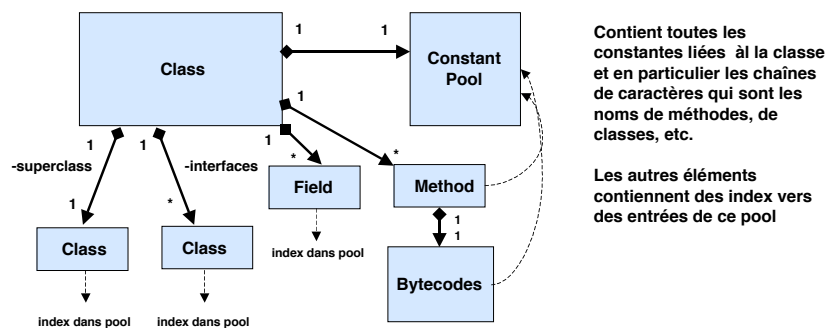 1
1
Class
Constant
Pool
1
1
1
1
-superclass
-interfaces
*
*
1
*
Field
Method
Class
Class
index dans pool
1
1
Bytecodes
index dans pool
index dans pool
Contient toutes les
constantes liées àl la classe
et en particulier les chaînes
de caractères qui sont les
noms de méthodes, de
classes, etc.
Les autres éléments
contiennent des index vers
des entrées de ce pool